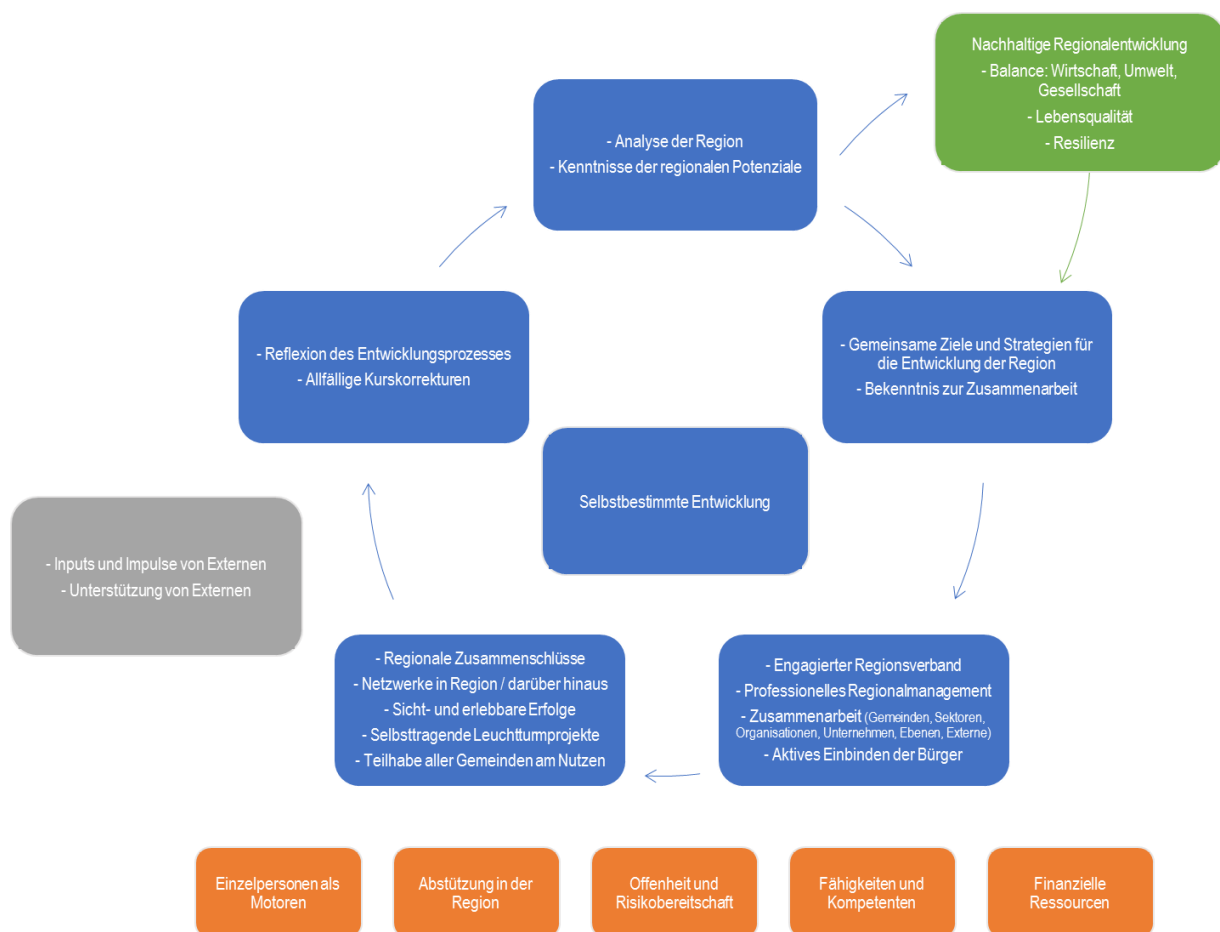 Nachhaltige Regionalentwicklung
- Balance: Wirtschaft, Umwelt,
Gesellschaft
- Lebensqualität
- Resilienz
- Analyse der Region
- Kenntnisse der regionalen Potenziale
- Reflexion des Entwicklungsprozesses
- Allfällige Kurskorrekturen
- Gemeinsame Ziele und Strategien für
die Entwicklung der Region
- Bekenntnis zur Zusammenarbeit
Selbstbestimmte Entwicklung
- Inputs und Impulse von Externen
- Unterstützung von Externen
- Regionale Zusammenschlüsse
- Netzwerke in Region / darüber hinaus
- Sicht- und erlebbare Erfolge
- Selbsttragende Leuchtturmprojekte
- Teilhabe aller Gemeinden am Nutzen
- Engagierter Regionsverband
- Professionelles Regionalmanagement
- Zusammenarbeit (Gemeinden, Sektoren,
Organisationen, Unternehmen, Ebenen, Externe)
- Aktives Einbinden der Bürger
Einzelpersonen als
Motoren
Abstützung in der
Region
Offenheit und
Risikobereitschaft
Fähigkeiten und
Kompetenten
Finanzielle
Ressourcen